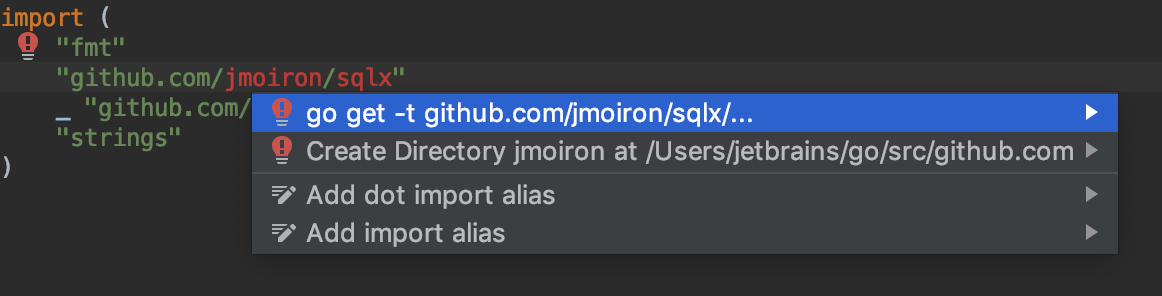 import (
"fmt"
"github.com/jmoiron/sqlx"
_ "github.com/
"strings"
)
go get -t github.com/jmoiron/sqlx/...
Create Directory jmoiron at /Users/jetbrains/go/src/github.com
Add dot import alias
Add import alias